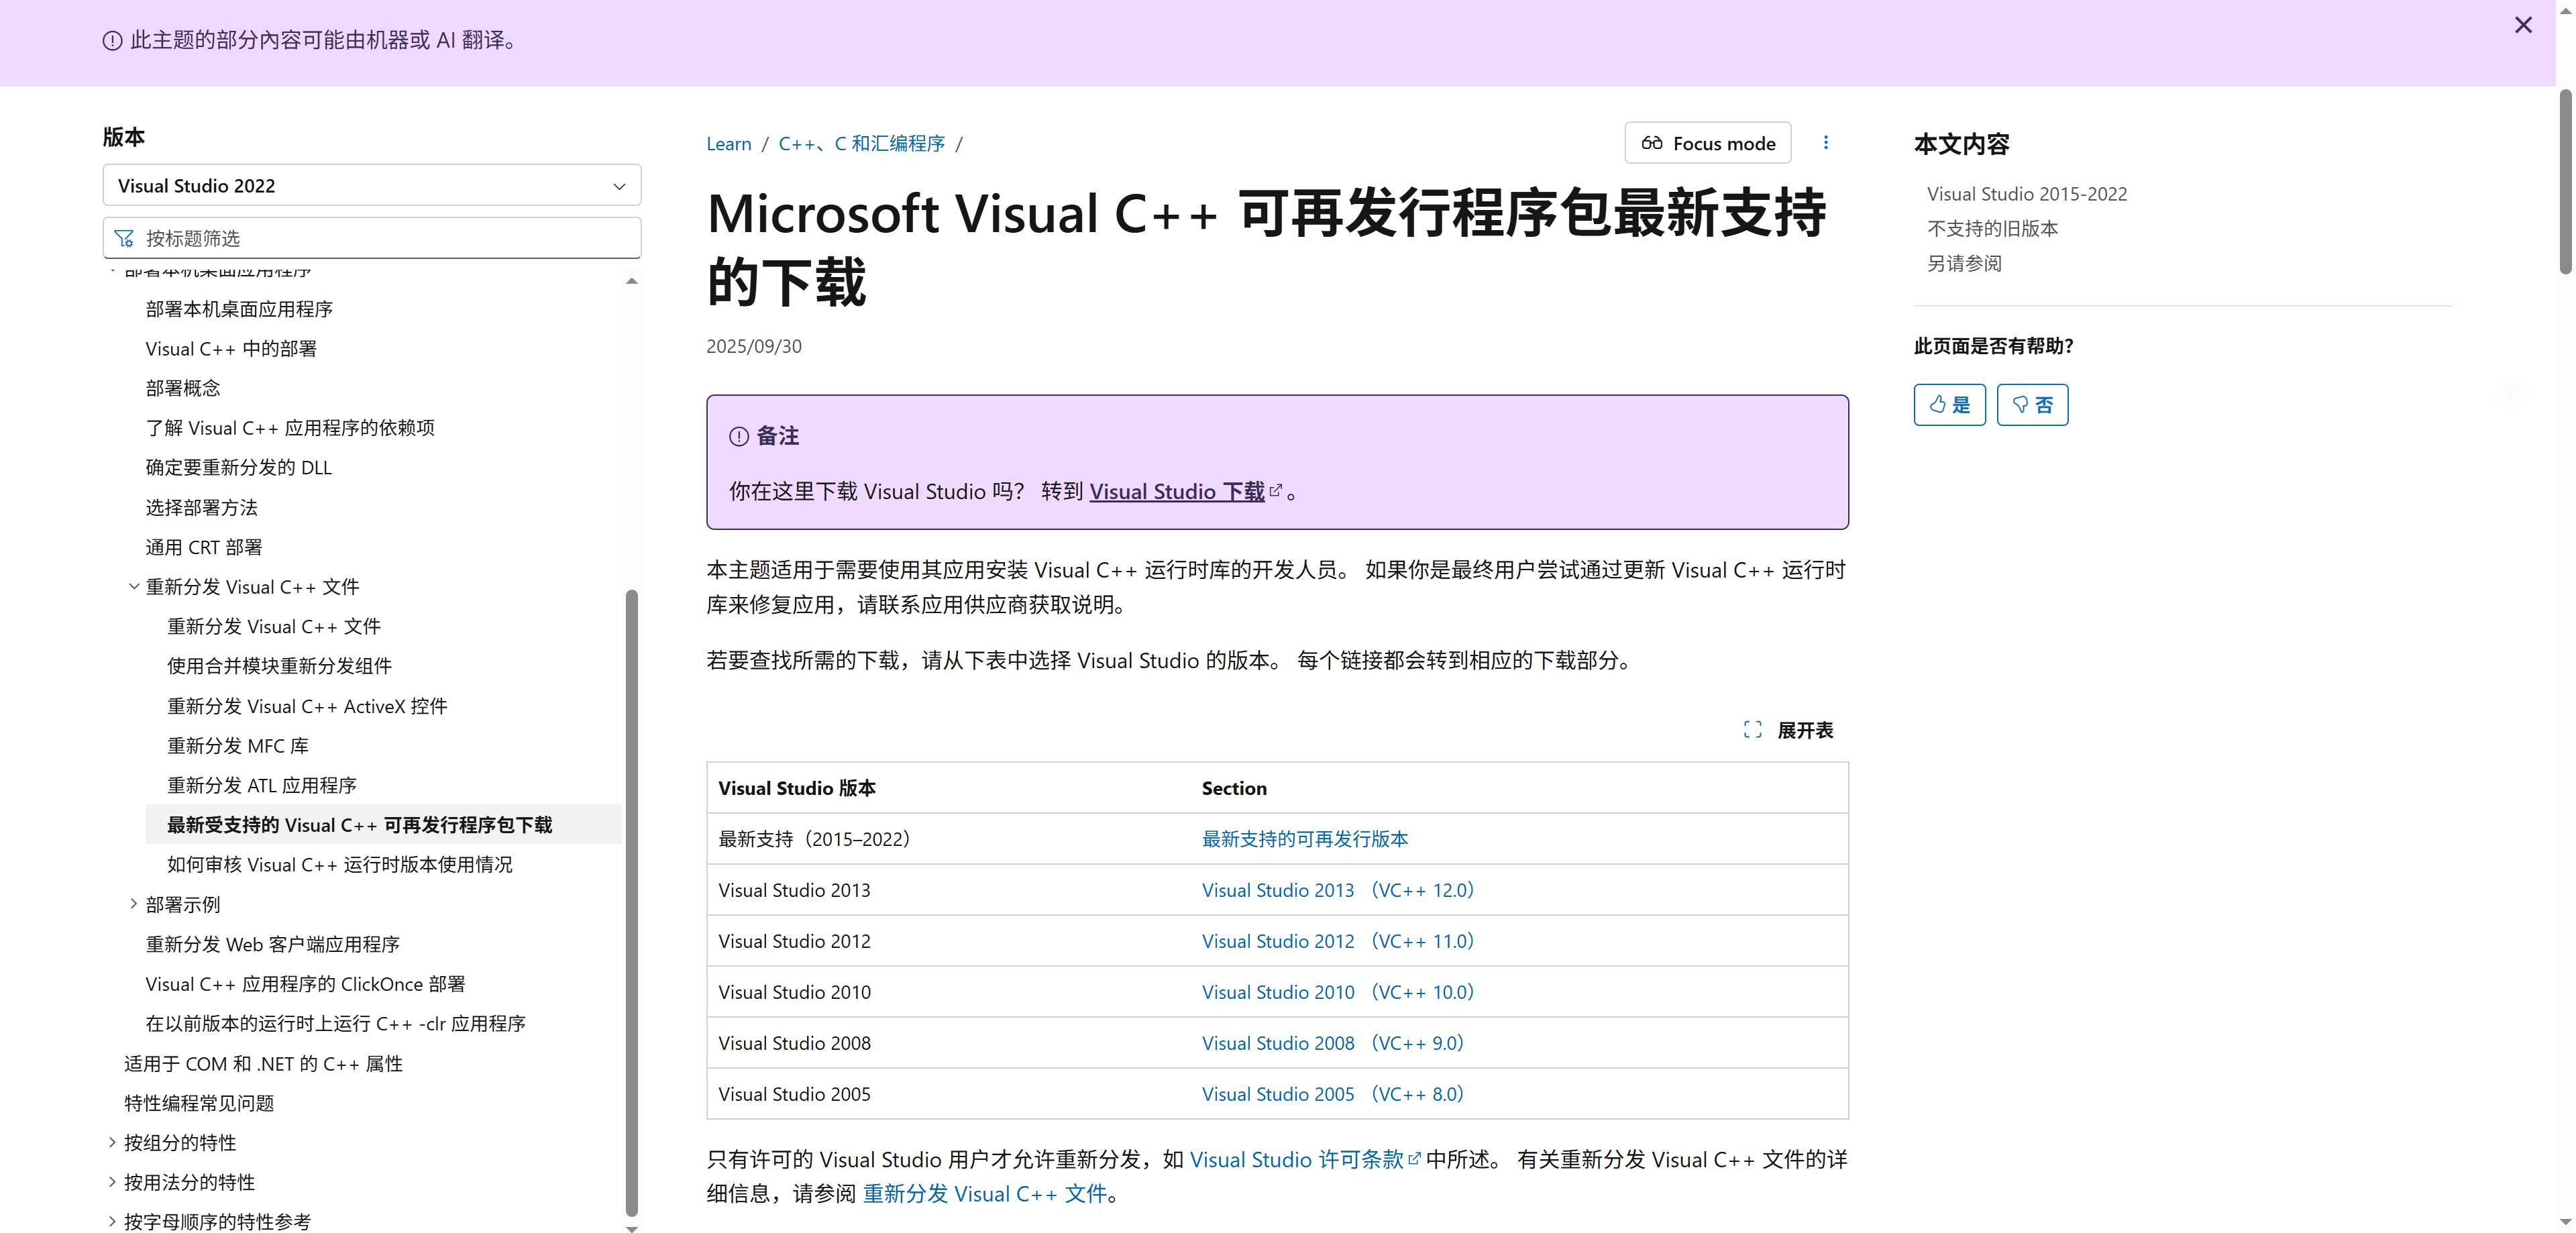 此主题的部分內容可能由机器或 AI 翻译。
版本
Visual Studio 2022
按标题筛选
部署本机桌面应用程序
部署本机桌面应用程序
Visual C++ 中的部署
部署概念
了解 Visual C++ 应用程序的依赖项
确定要重新分发的 DLL
选择部署方法
通用 CRT 部署
重新分发 Visual C++ 文件
重新分发 Visual C++ 文件
使用合并模块重新分发组件
重新分发 Visual C++ ActiveX 控件
重新分发 MFC 库
重新分发 ATL 应用程序
最新受支持的 Visual C++ 可再发行程序包下载
如何审核 Visual C++ 运行时版本使用情况
部署示例
重新分发 Web 客户端应用程序
Visual C++ 应用程序的 ClickOnce 部署
在以前版本的运行时上运行 C++ -clr 应用程序
适用于 COM 和 .NET 的 C++ 属性
特性编程常见问题
按组分的特性
按用法分的特性
按字母顺序的特性参考
Learn / C++、C 和汇编程序 /
Focus mode
Microsoft Visual C++ 可再发行程序包最新支持
的下载
2025/09/30
备注
你在这里下载 Visual Studio 吗？ 转到 Visual Studio 下载。
本主题适用于需要使用其应用安装 Visual C++ 运行时库的开发人员。 如果你是最终用户尝试通过更新 Visual C++ 运行时
库来修复应用，请联系应用供应商获取说明。
若要查找所需的下载，请从下表中选择 Visual Studio 的版本。 每个链接都会转到相应的下载部分。
展开表
Visual Studio 版本 Section
最新支持（2015–2022） 最新支持的可再发行版本
Visual Studio 2013 Visual Studio 2013 （VC++ 12.0）
Visual Studio 2012 Visual Studio 2012 （VC++ 11.0）
Visual Studio 2010 Visual Studio 2010 （VC++ 10.0）
Visual Studio 2008 Visual Studio 2008 （VC++ 9.0）
Visual Studio 2005 Visual Studio 2005 （VC++ 8.0）
只有许可的 Visual Studio 用户才允许重新分发，如 Visual Studio 许可条款中所述。 有关重新分发 Visual C++ 文件的详
细信息，请参阅 重新分发 Visual C++ 文件。
本文内容
Visual Studio 2015-2022
不支持的旧版本
另请参阅
此页面是否有帮助？
是
否